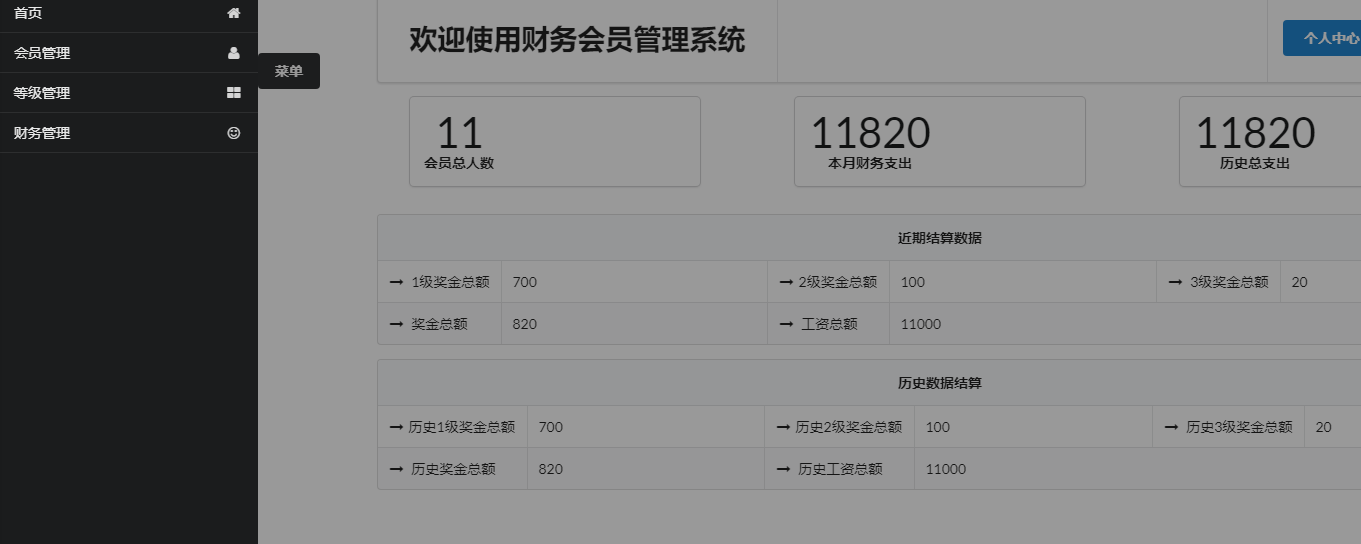 首页
会员管理
等级管理
财务管理
菜单
欢迎使用财务会员管理系统
个人中心
11
会员总人数
11820
本月财务支出
11820
历史总支出
近期结算数据
1级奖金总额 700 2级奖金总额 100 3级奖金总额 20
奖金总额 820 工资总额 11000
历史数据结算
历史1级奖金总额 700 历史2级奖金总额 100 历史3级奖金总额 20
历史奖金总额 820 历史工资总额 11000